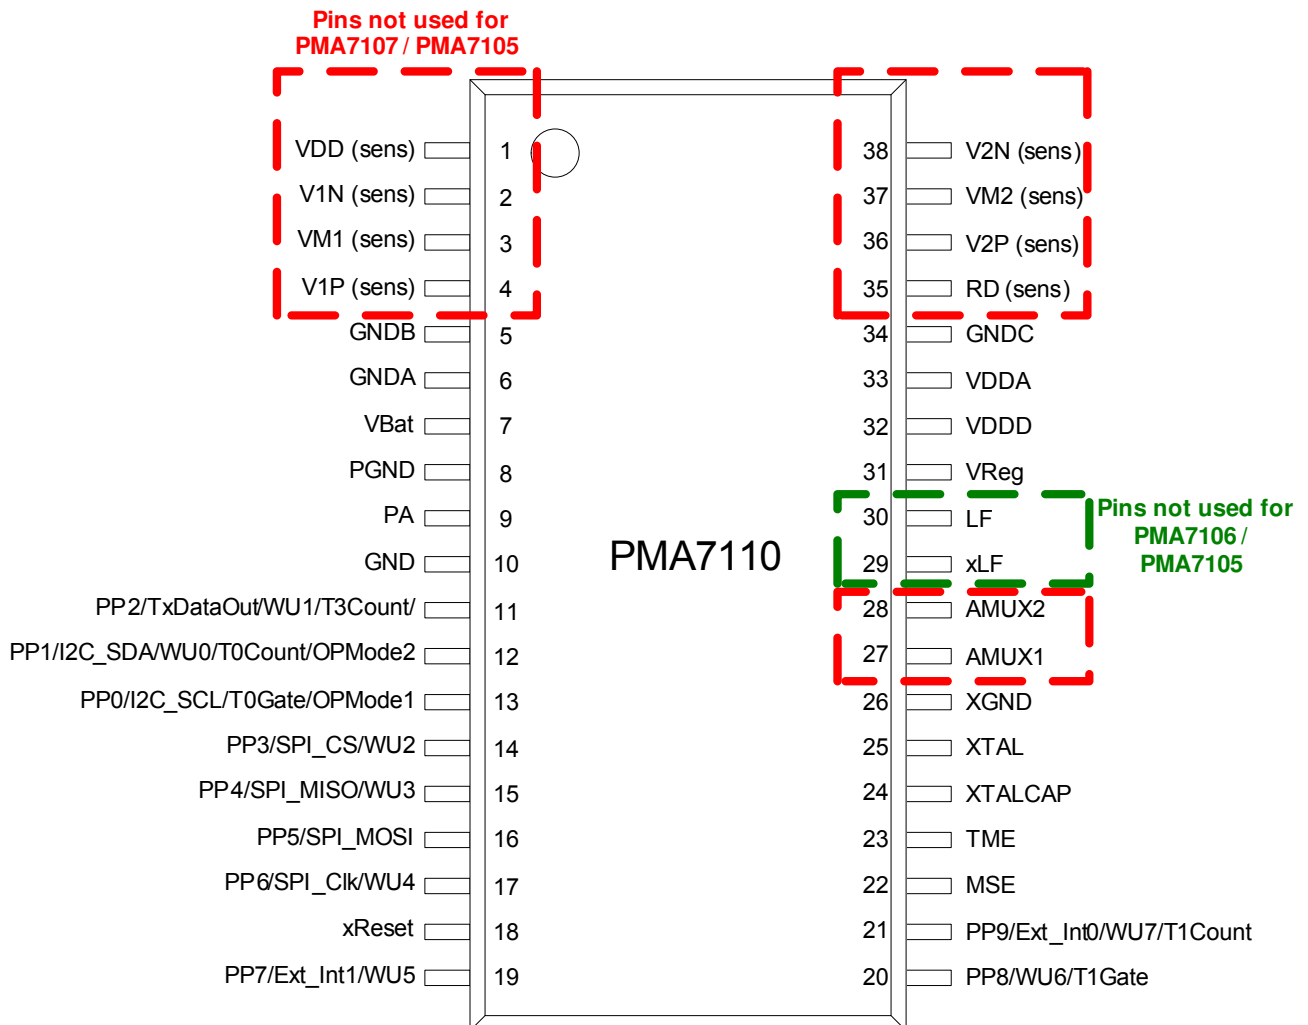 Pins not used for
PMA7107 / PMA7105
VDD (sens) 1
V1N (sens) 2
VM1 (sens) 3
V1P (sens) 4
GNDB 5
GNDA 6
VBat 7
PGND 8
PA 9
GND 10
PP2/TxDataOut/WU1/T3Count/ 11
PP1/I2C_SDA/WU0/T0Count/OPMode2 12
PP0/I2C_SCL/T0Gate/OPMode1 13
PP3/SPI_CS/WU2 14
PP4/SPI_MISO/WU3 15
PP5/SPI_MOSI 16
PP6/SPI_Clk/WU4 17
xReset 18
PP7/Ext_Int1/WU5 19
PMA7110
38 V2N (sens)
37 VM2 (sens)
36 V2P (sens)
35 RD (sens)
34 GNDC
33 VDDA
32 VDDD
31 VReg
30 LF
29 xLF
28 AMUX2
27 AMUX1
26 XGND
25 XTAL
24 XTALCAP
23 TME
22 MSE
21 PP9/Ext_Int0/WU7/T1Count
20 PP8/WU6/T1Gate
Pins not used for
PMA7106 /
PMA7105